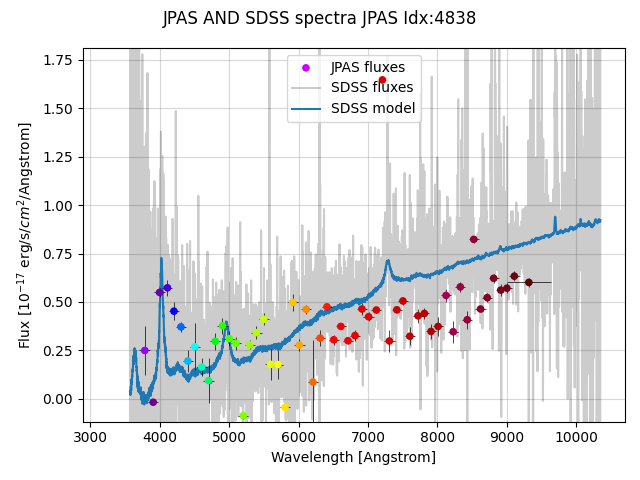 JPAS AND SDSS spectra JPAS Idx:4838
JPAS fluxes
SDSS fluxes
SDSS model
1.75
1.50
1.25
1.00
0.75
0.50
0.25
0.00
Flux [10⁻¹⁷ erg/s/cm²/Angstrom]
3000 4000 5000 6000 7000 8000 9000 10000
Wavelength [Angstrom]